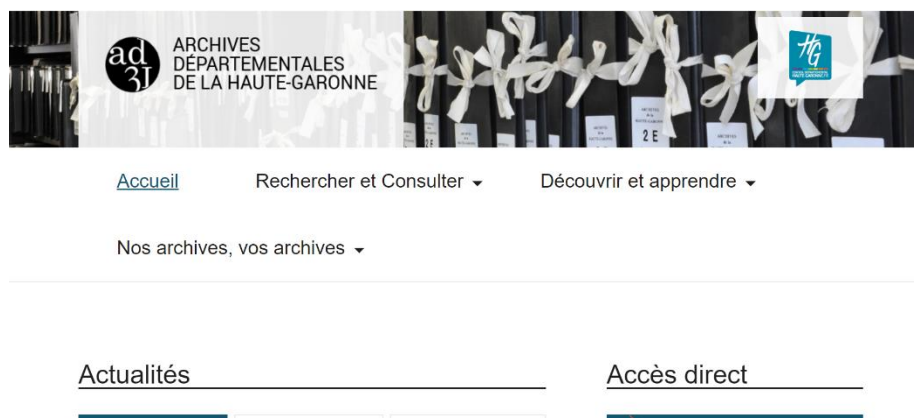 ad
31
ARCHIVES
DÉPARTEMENTALES
DE LA HAUTE-GARONNE
HG
2 E
Accueil
Rechercher et Consulter
Découvrir et apprendre
Nos archives, vos archives
Actualités
Accès direct